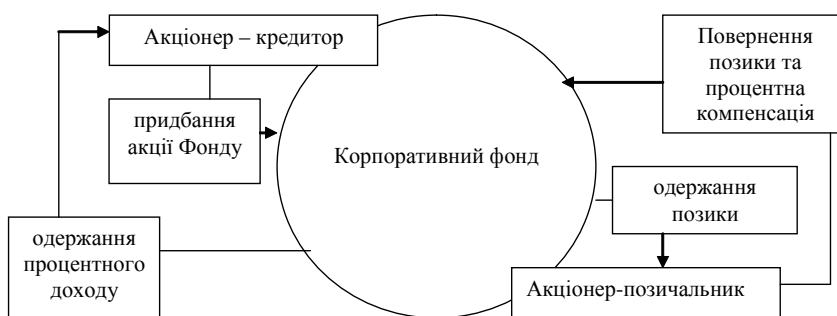 Акціонер – кредитор
придбання
акції Фонду
одержання
процентного
доходу
Корпоративний фонд
Повернення
позики та
процентна
компенсація
одержання
позики
Акціонер-позичальник